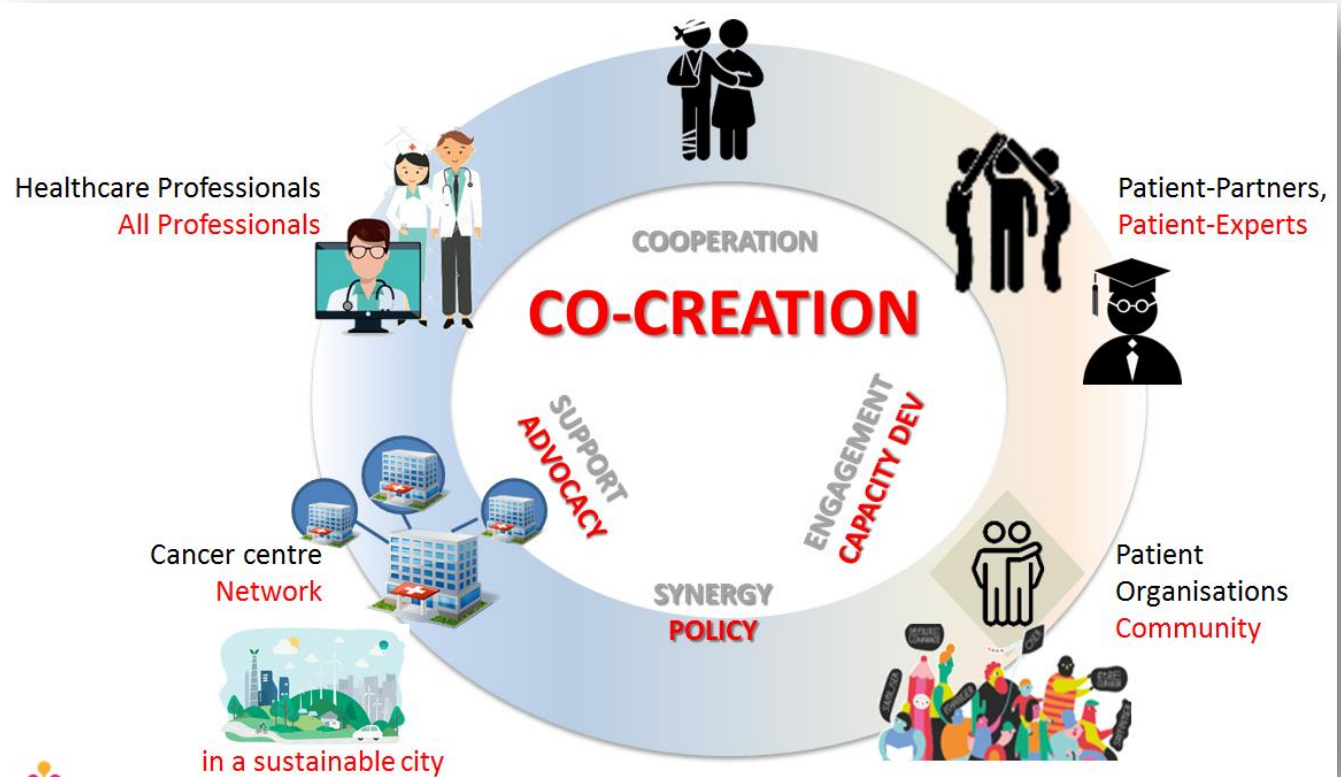 Healthcare Professionals
All Professionals
Patient-Partners,
Patient-Experts
COOPERATION
CO-CREATION
SUPPORT
ADVOCACY
ENGAGEMENT
CAPACITY DEV
SYNERGY
POLICY
Cancer centre
Network
Patient
Organisations
Community
in a sustainable city